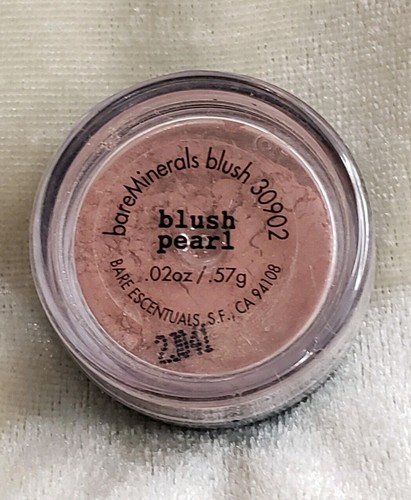 bareMinerals blush 30902
blush
pearl
.02oz / .57g
BARE ESCENTUALS, S.F., CA 94108